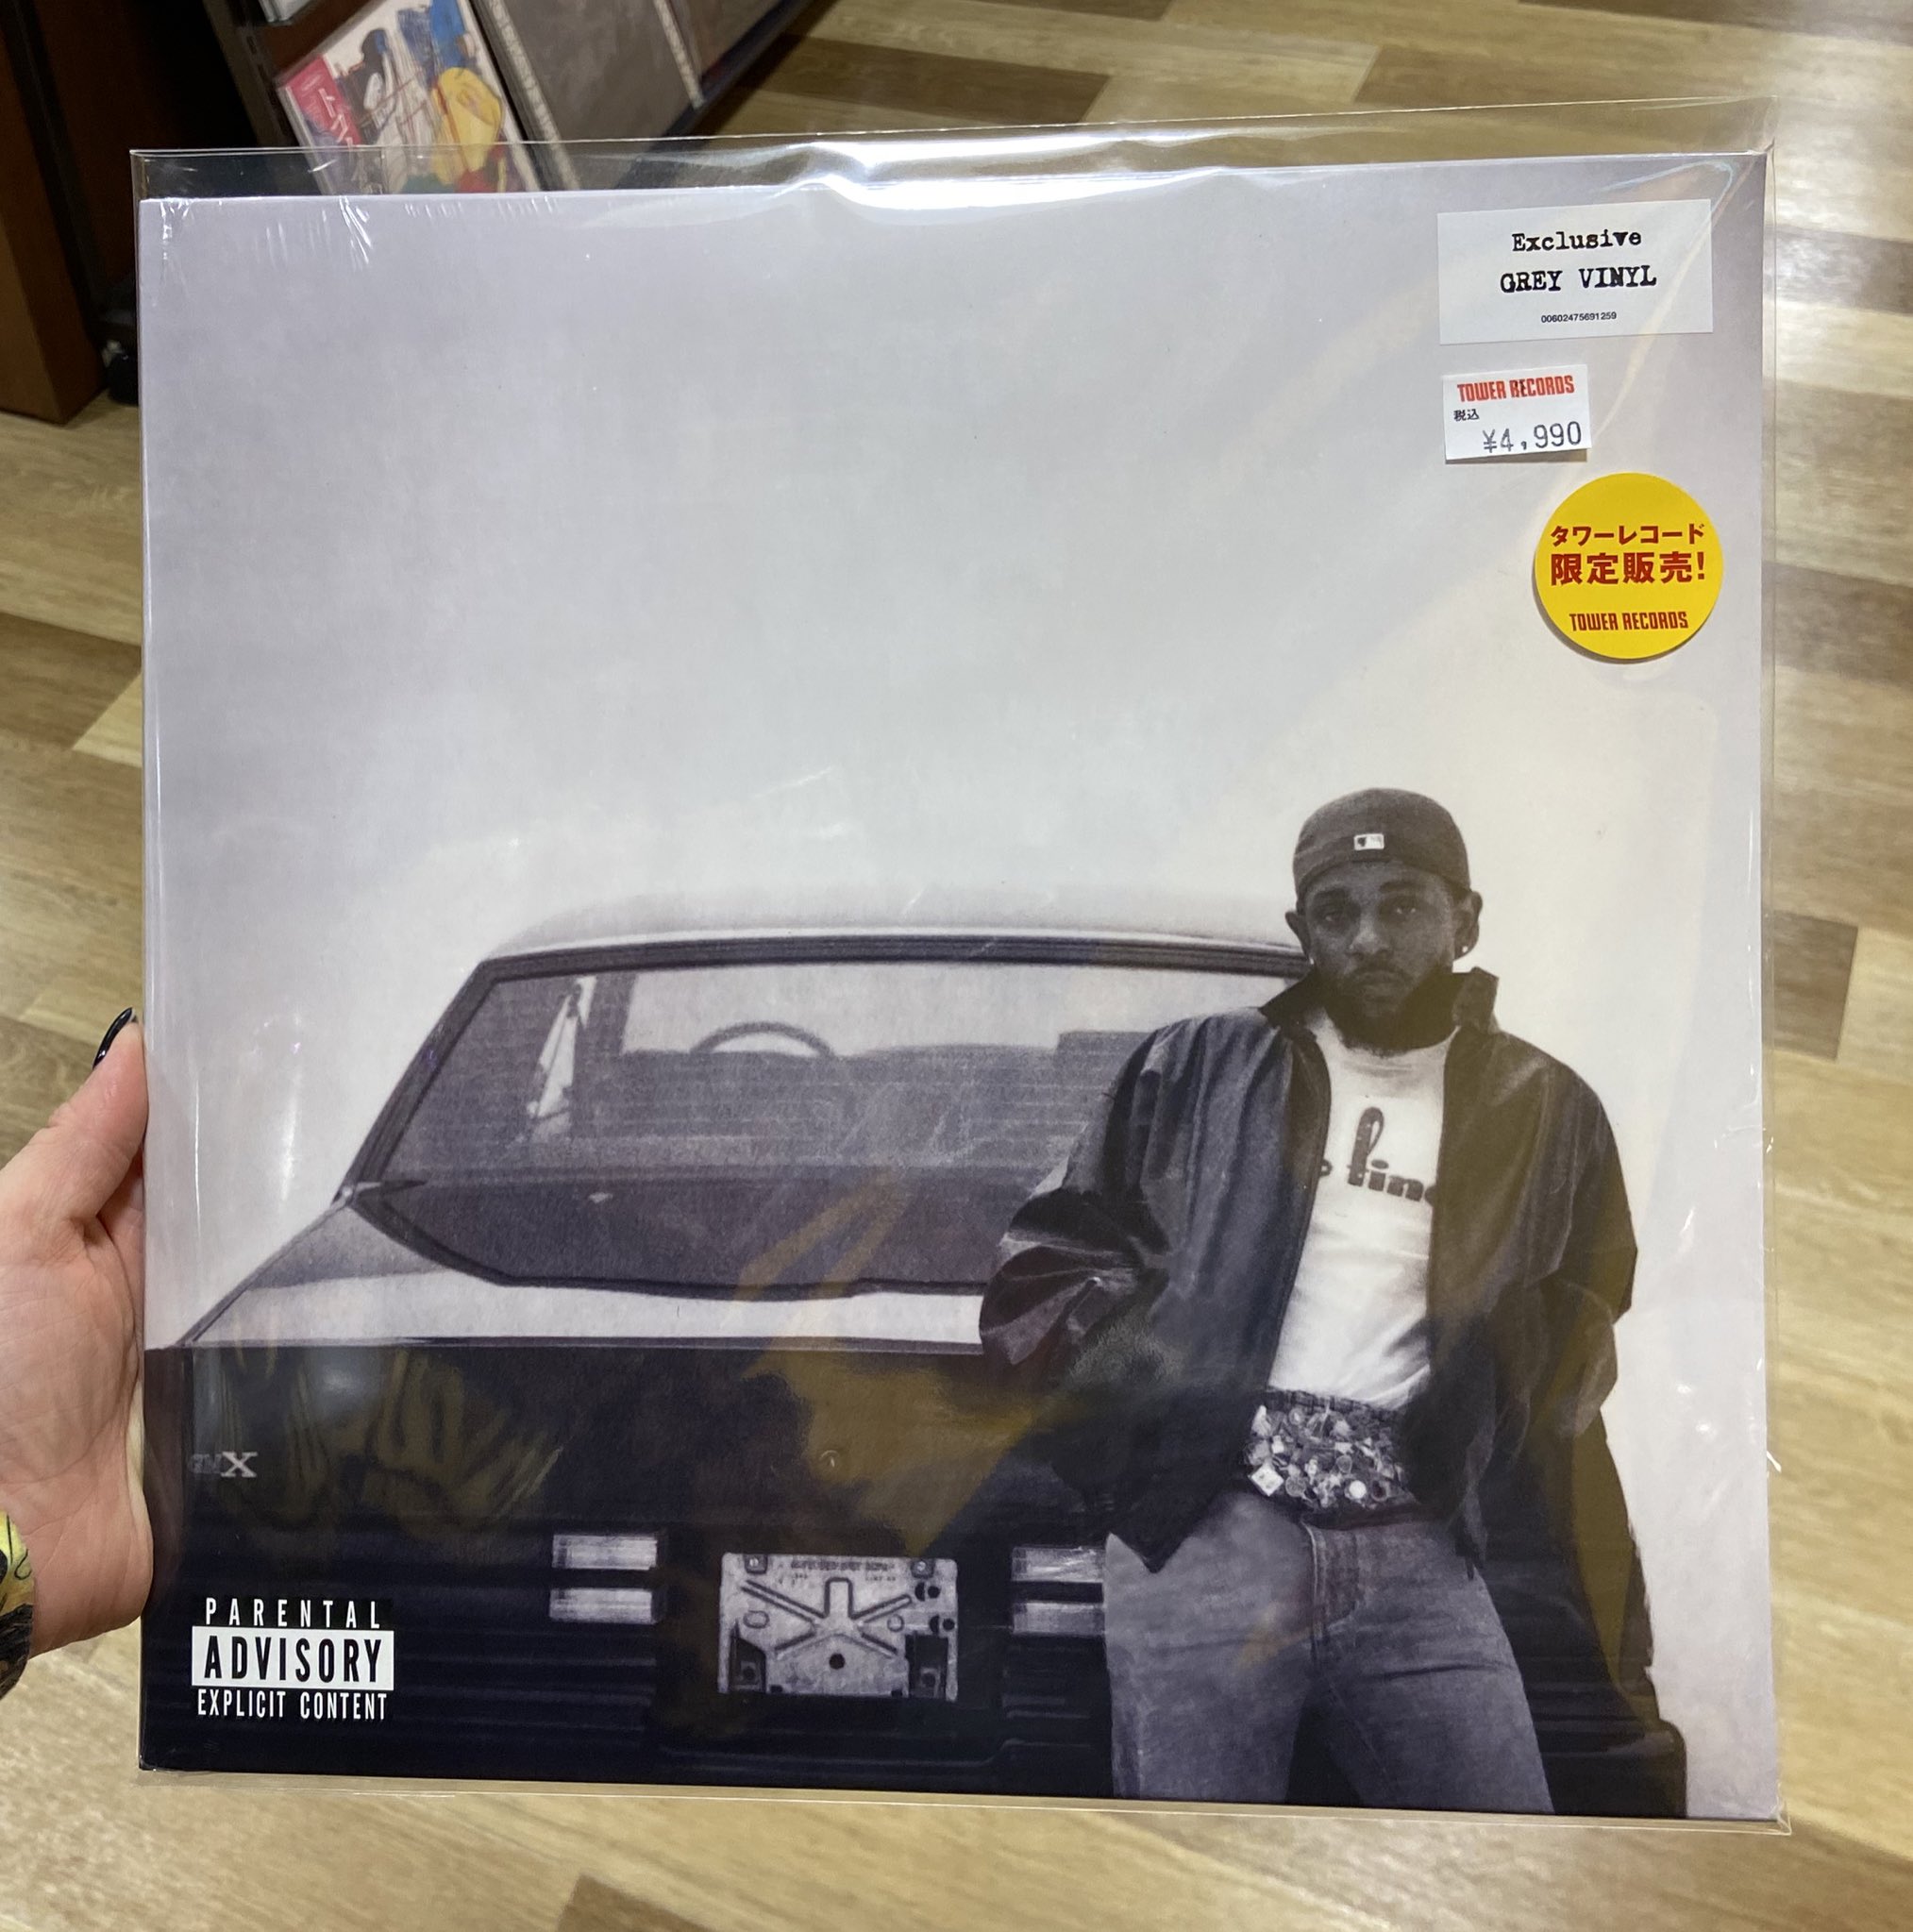 Exclusive
GREY VINYL
00602475691259
TOWER RECORDS
税込
¥4,990
タワーレコード
限定販売!
TOWER RECORDS
PARENTAL
ADVISORY
EXPLICIT CONTENT